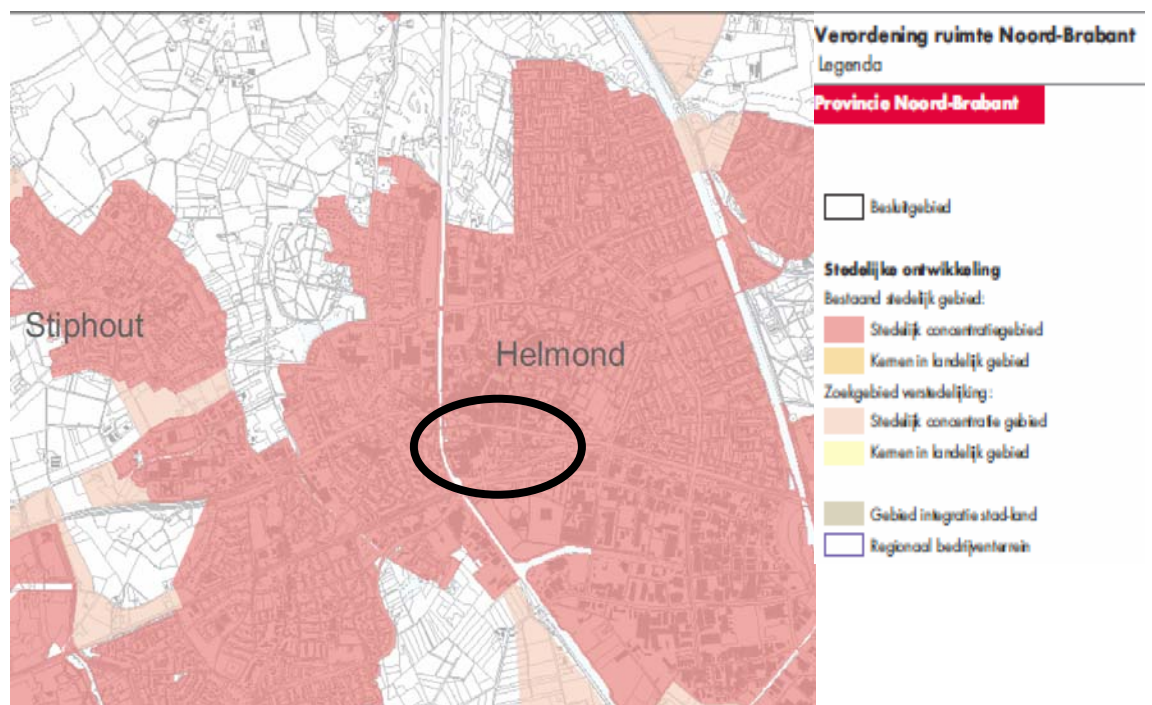 Stiphout
Helmond
Verordening ruimte Noord-Brabant
Legenda
Provincie Noord-Brabant
Besluitgebied
Stedelijke ontwikkeling
Bestaand stedelijk gebied:
Stedelijk concentratiegebied
Kernen in landelijk gebied
Zoekgebied verstedelijking:
Stedelijk concentratie gebied
Kernen in landelijk gebied
Gebied integratie stad-land
Regionaal bedrijventerrein